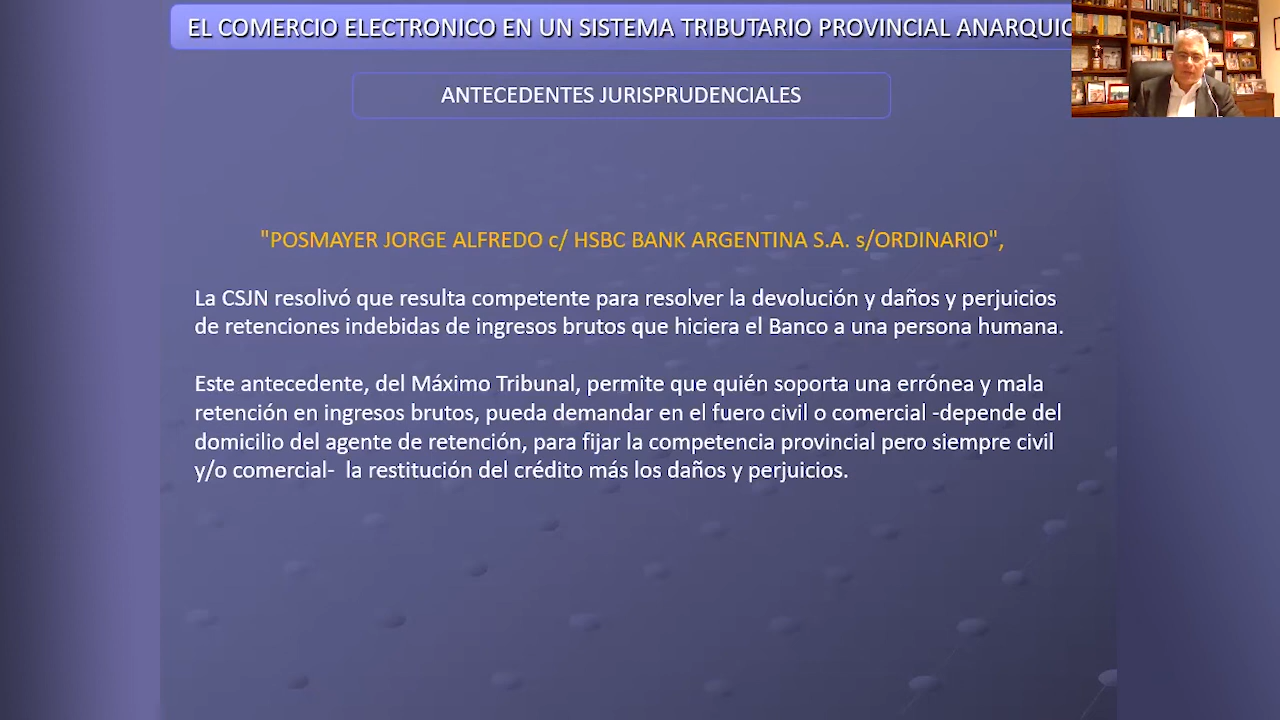 EL COMERCIO ELECTRONICO EN UN SISTEMA TRIBUTARIO PROVINCIAL ANARQUIC
ANTECEDENTES JURISPRUDENCIALES
"POSMAYER JORGE ALFREDO c/ HSBC BANK ARGENTINA S.A. s/ORDINARIO",
La CSJN resolivó que resulta competente para resolver la devolución y daños y perjuicios
de retenciones indebidas de ingresos brutos que hiciera el Banco a una persona humana.
Este antecedente, del Máximo Tribunal, permite que quién soporta una errónea y mala
retención en ingresos brutos, pueda demandar en el fuero civil o comercial -depende del
domicilio del agente de retención, para fijar la competencia provincial pero siempre civil
y/o comercial-  la restitución del crédito más los daños y perjuicios.